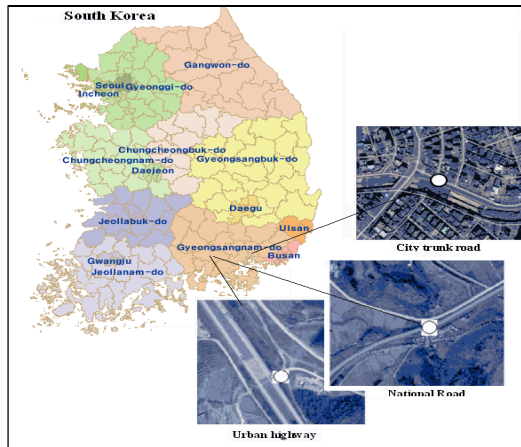 South Korea
Gangwon-do
Seoul
Gyeonggi-do
Incheon
Chungcheongbuk-do
Chungcheongnam-do
Gyeongsangbuk-do
Daejeon
Daegu
Jeollabuk-do
Ulsan
Gyeongsangnam-do
Busan
Gwangju
Jeollanam-do
City trunk road
National Road
Urban highway